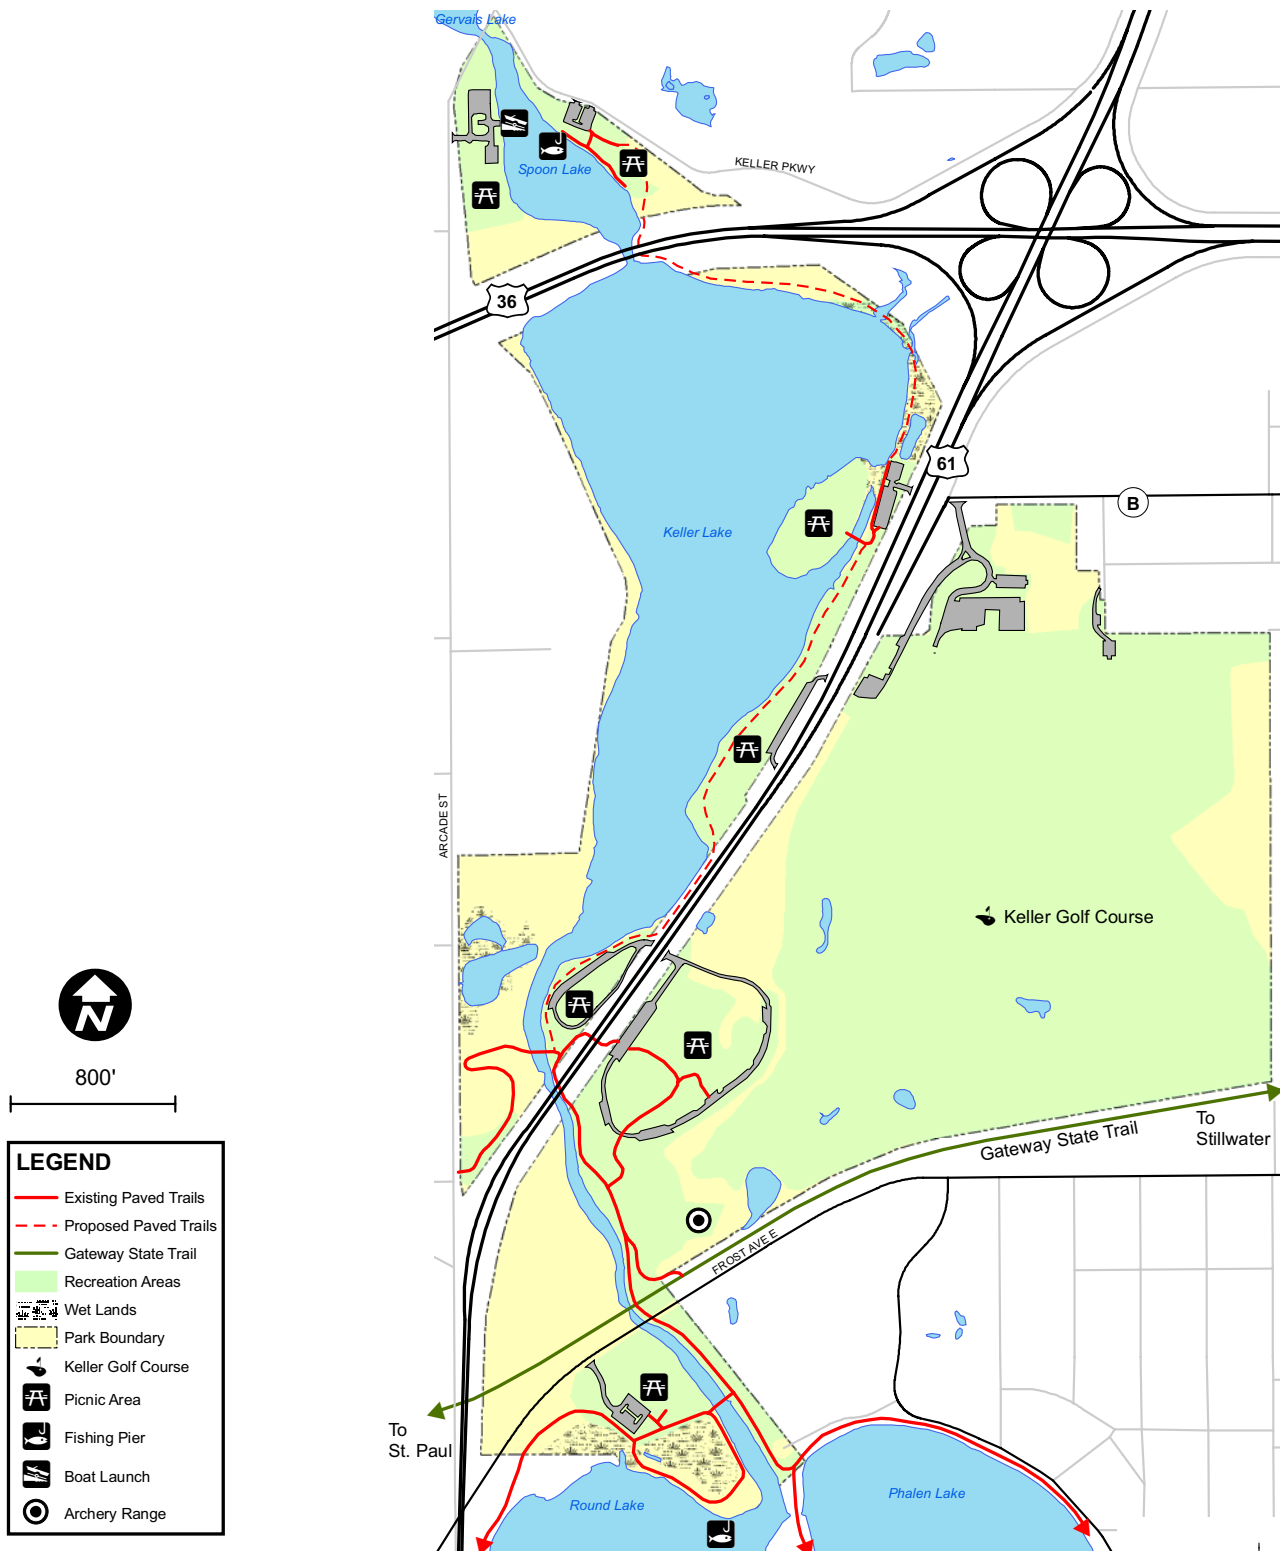 Gervais Lake
KELLER PKWY
Spoon Lake
36
61
B
Keller Lake
ARCADE ST
Keller Golf Course
N
800'
To
Stillwater
Gateway State Trail
FROST AVE E
LEGEND
Existing Paved Trails
Proposed Paved Trails
Gateway State Trail
Recreation Areas
Wet Lands
Park Boundary
Keller Golf Course
Picnic Area
Fishing Pier
Boat Launch
Archery Range
To
St. Paul
Round Lake
Phalen Lake